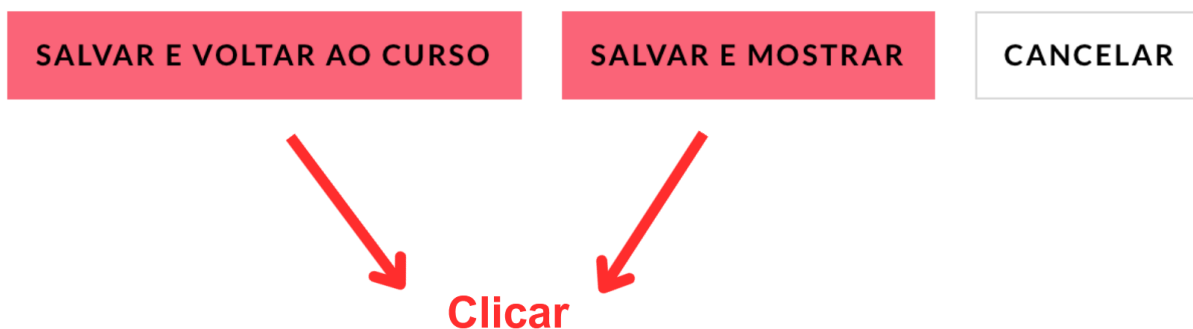 SALVAR E VOLTAR AO CURSO
SALVAR E MOSTRAR
CANCELAR
Clicar